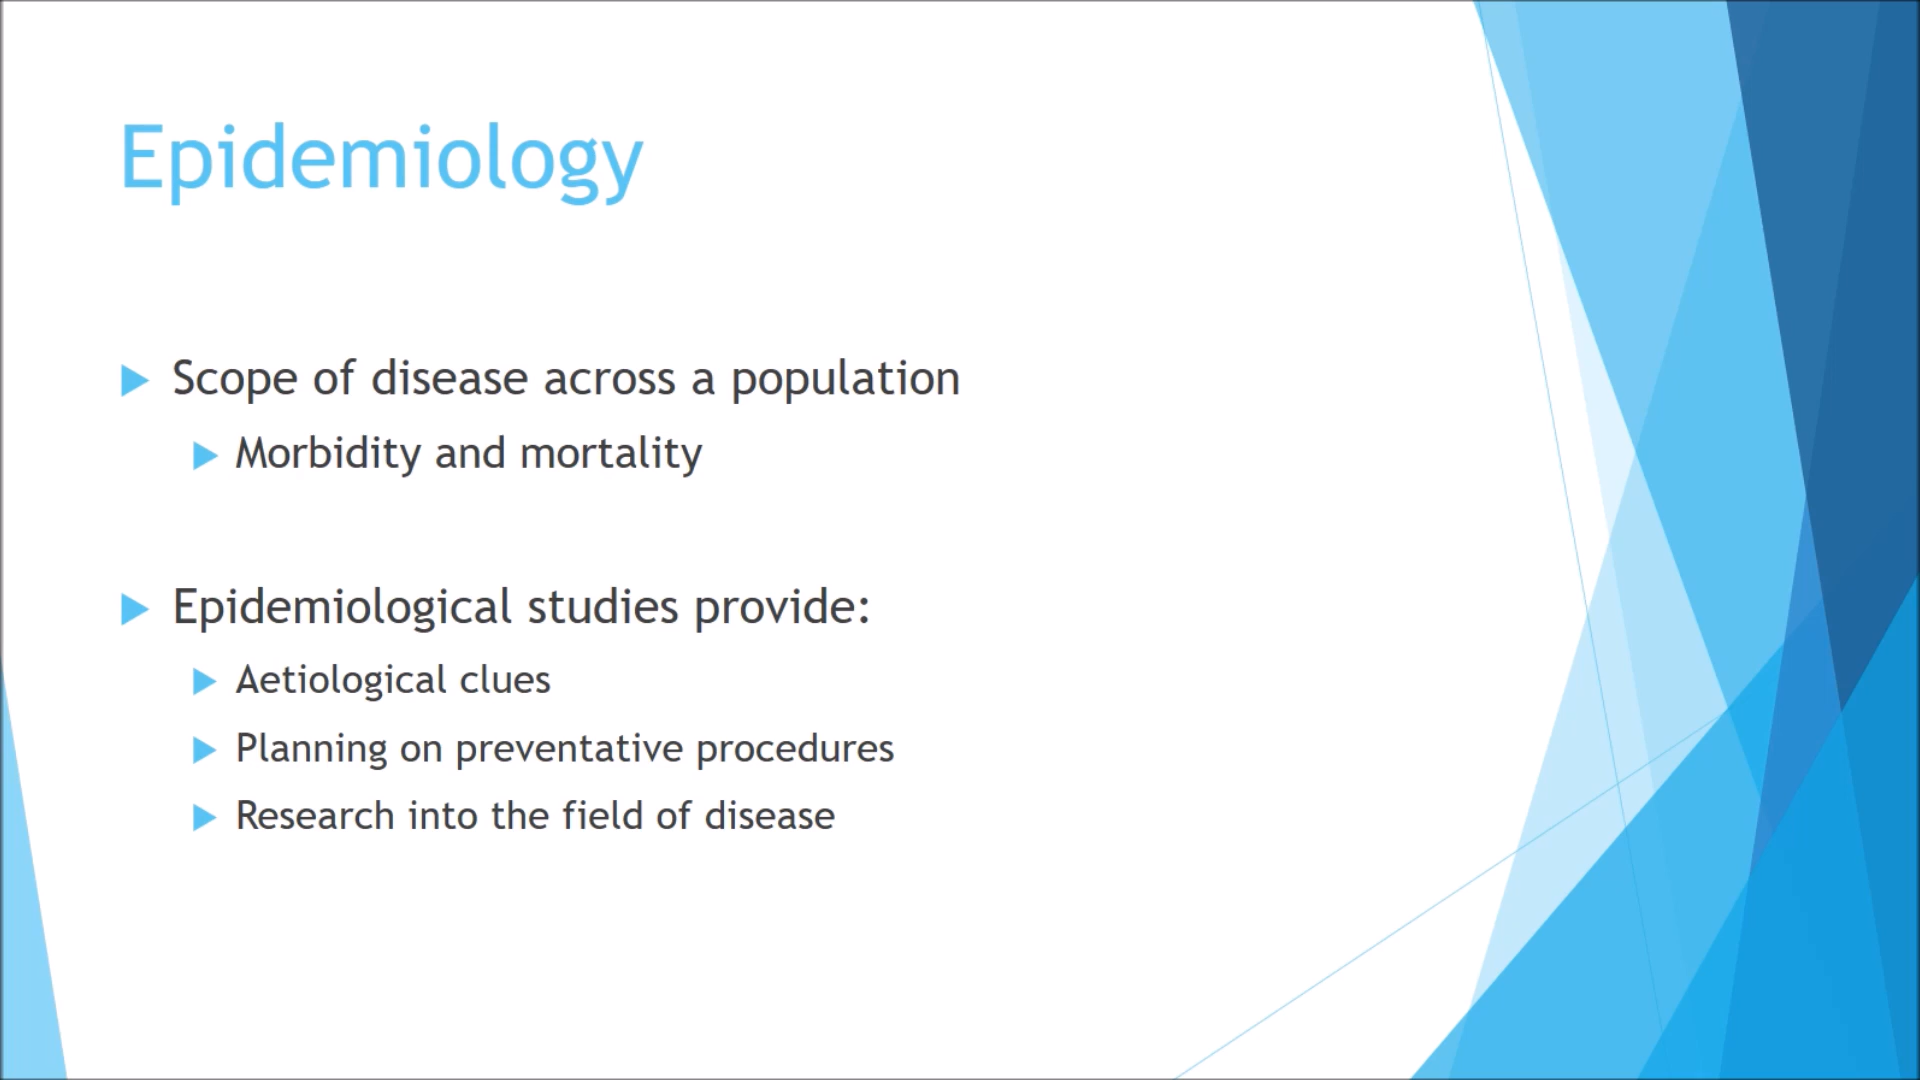 Epidemiology
Scope of disease across a population
Morbidity and mortality
Epidemiological studies provide:
Aetiological clues
Planning on preventative procedures
Research into the field of disease